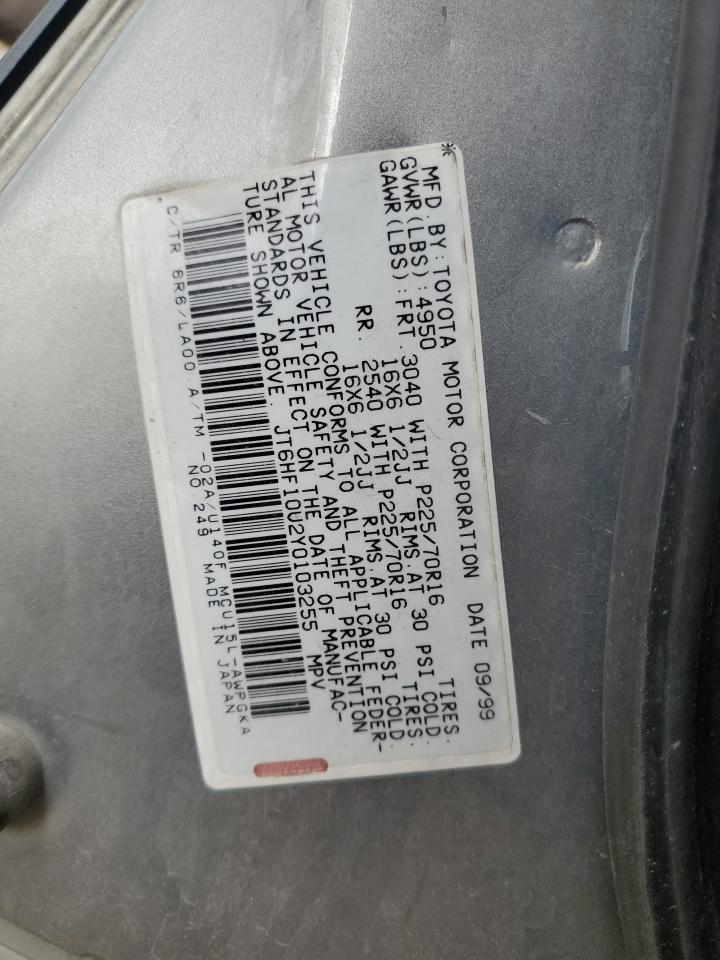 *
MFD. BY: TOYOTA MOTOR CORPORATION DATE 09/99
GVWR(LBS): 4950
GAWR(LBS): FRT. 3040 WITH P225/70R16 TIRES.
16X6 1/2JJ RIMS.AT 30 PSI COLD.
RR. 2540 WITH P225/70R16 TIRES.
16X6 1/2JJ RIMS.AT 30 PSI COLD.
THIS VEHICLE CONFORMS TO ALL APPLICABLE FEDER-
AL MOTOR VEHICLE SAFETY AND THEFT PREVENTION
STANDARDS IN EFFECT ON THE DATE OF MANUFAC-
TURE SHOWN ABOVE. JT6HF10U2Y0103255 MPV
C/TR 6R6/LA00 A/TM -02A/U140F MCU15L-AWPGKA
NO.249 MADE IN JAPAN